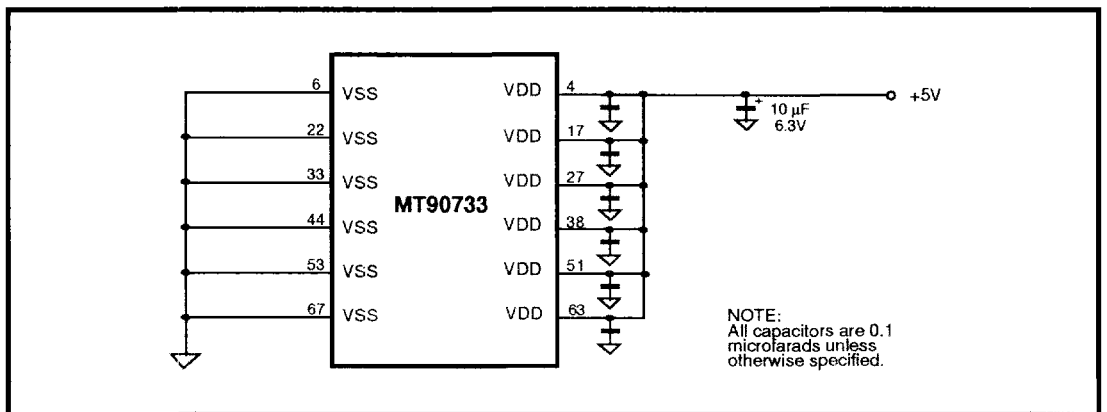 6 VSS VDD 4
+ 10 µF +5V
6.3V
22 VSS VDD 17
33 VSS VDD 27
MT90733
44 VSS VDD 38
53 VSS VDD 51
67 VSS VDD 63
NOTE:
All capacitors are 0.1
microfarads unless
otherwise specified.